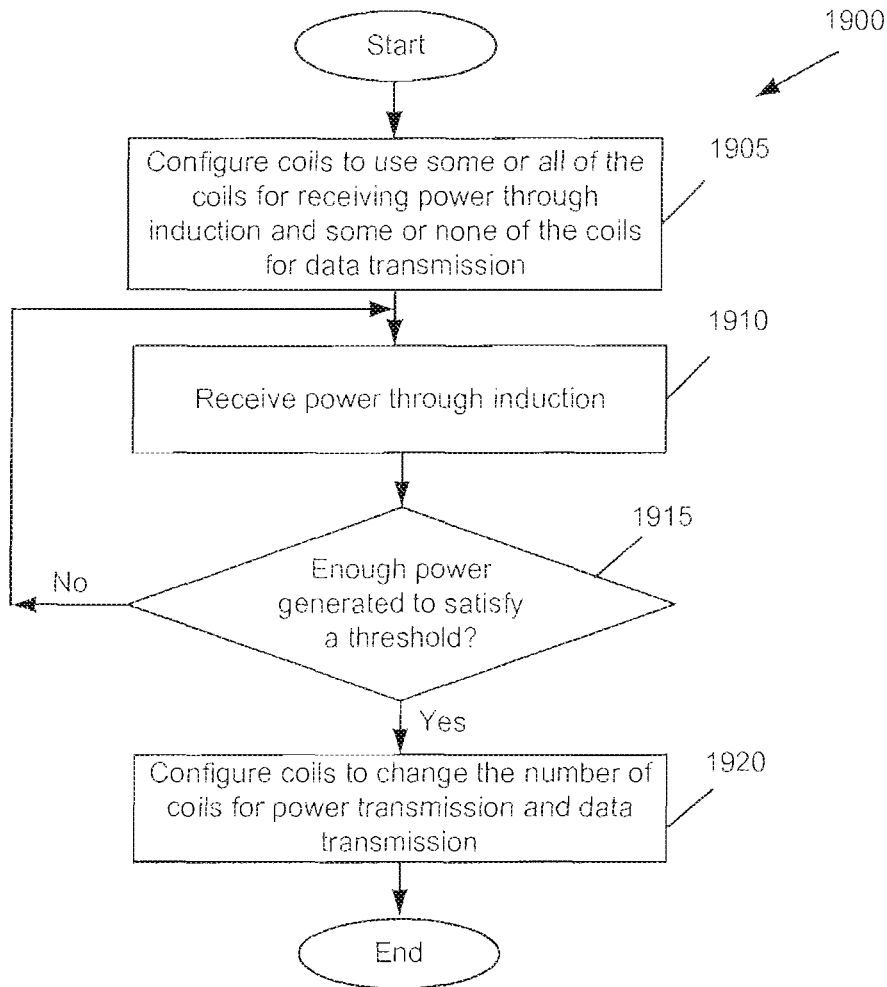 Start
1900
Configure coils to use some or all of the
coils for receiving power through
induction and some or none of the coils
for data transmission
1905
1910
Receive power through induction
1915
Enough power
generated to satisfy
a threshold?
No
Yes
Configure coils to change the number of
coils for power transmission and data
transmission
1920
End